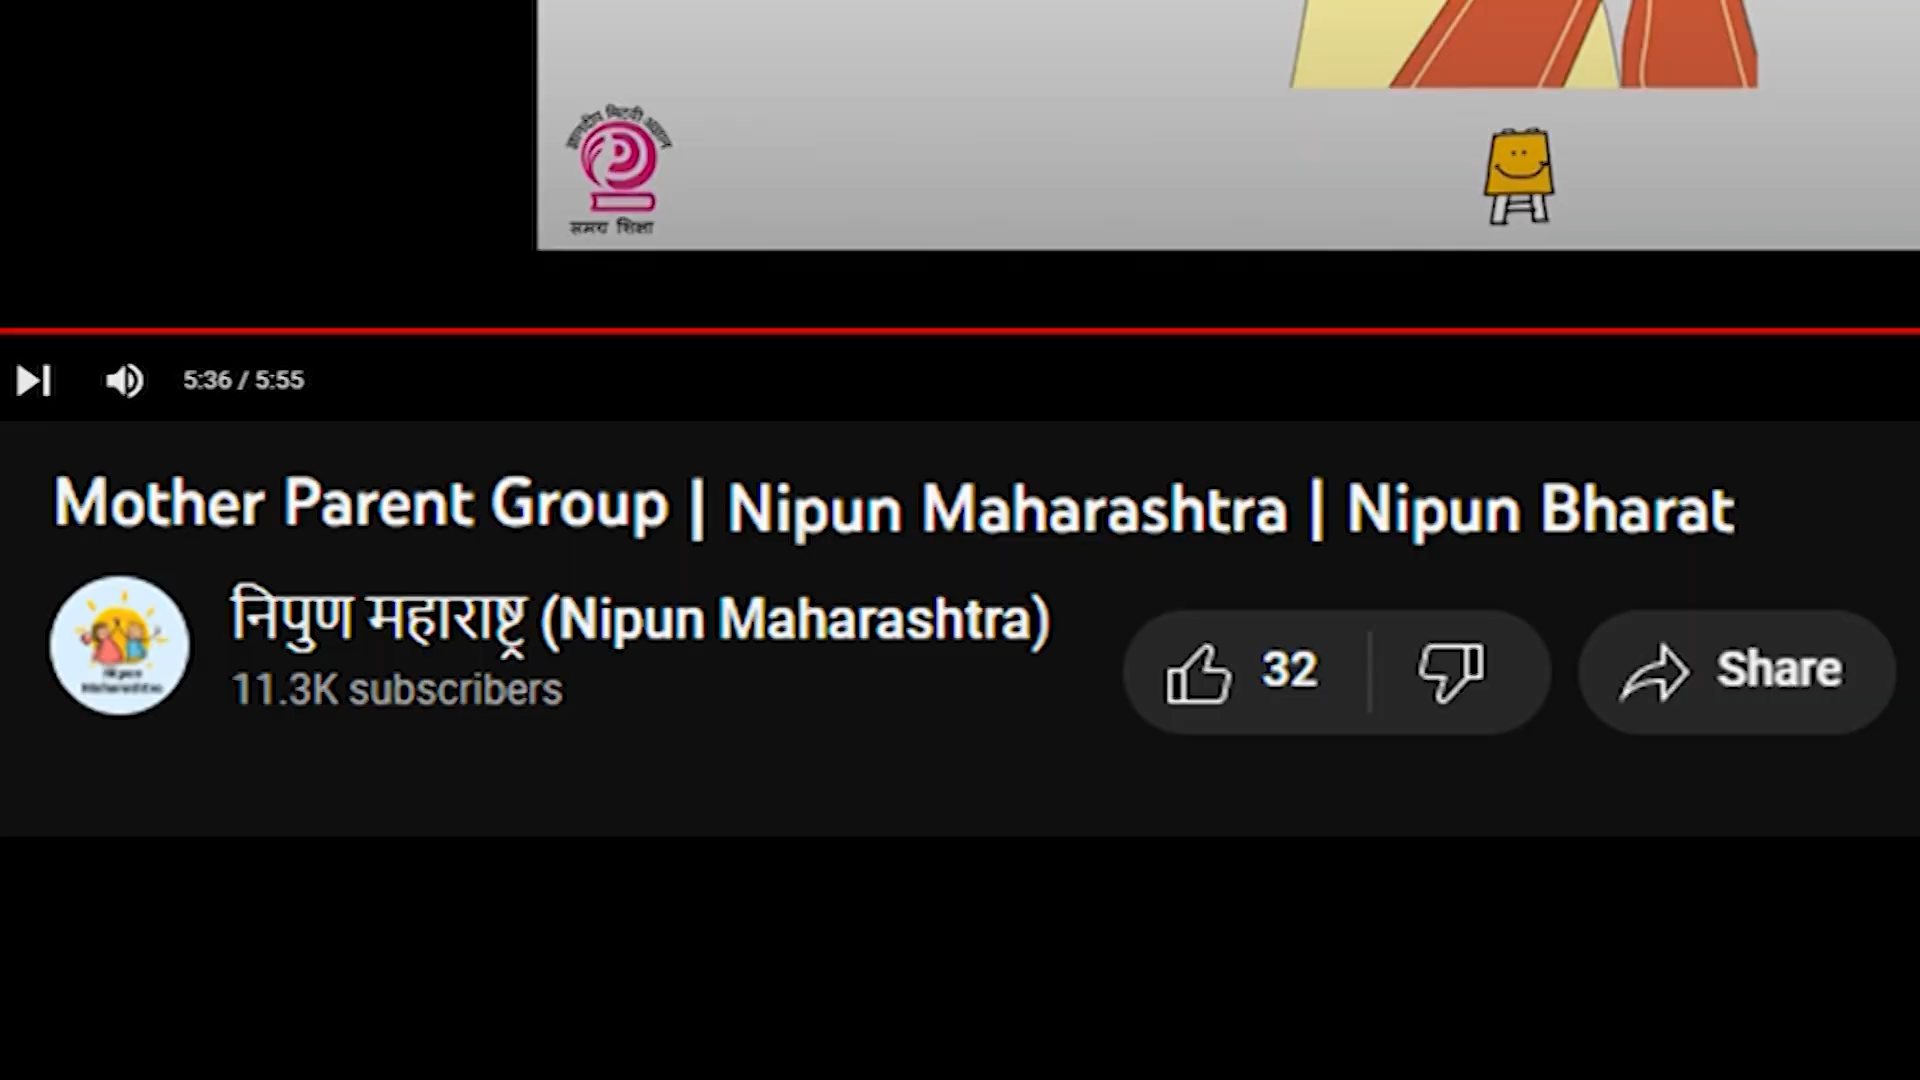 समग्र शिक्षा
5:36 / 5:55
Mother Parent Group | Nipun Maharashtra | Nipun Bharat
निपुण महाराष्ट्र (Nipun Maharashtra)
11.3K subscribers
32
Share